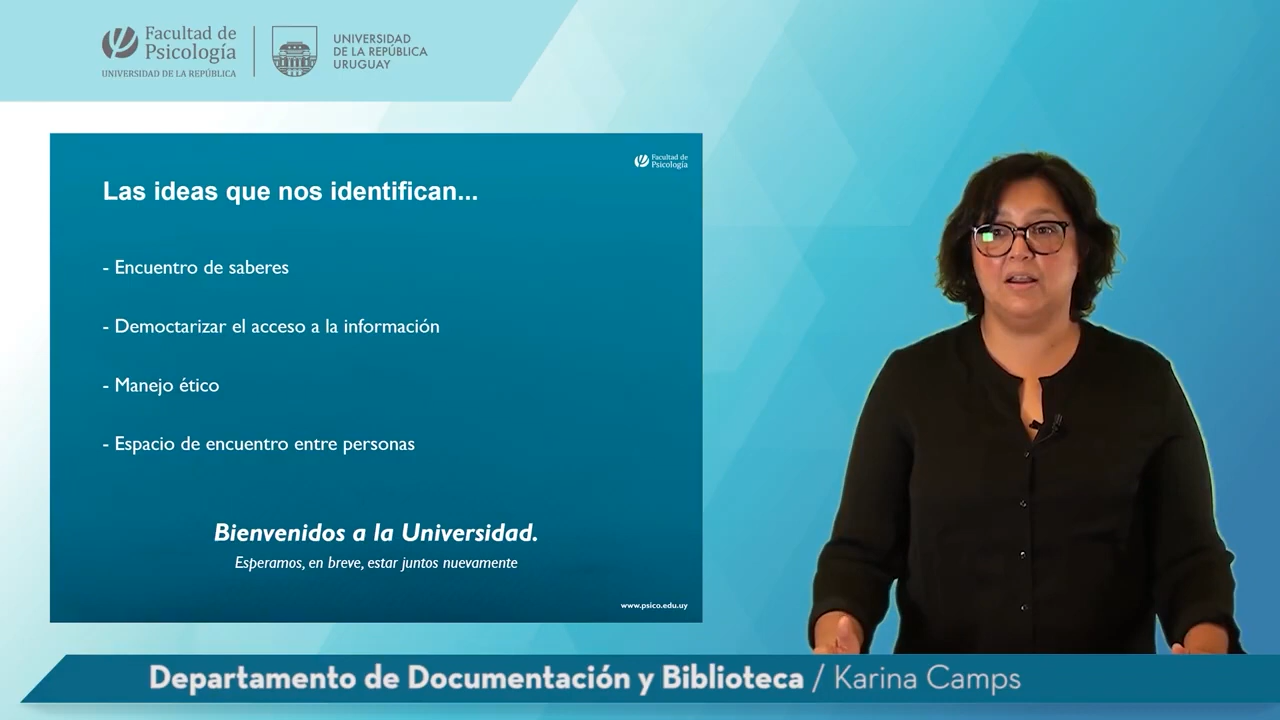 Facultad de
Psicología
UNIVERSIDAD DE LA REPÚBLICA
UNIVERSIDAD
DE LA REPÚBLICA
URUGUAY
Facultad de
Psicología
Las ideas que nos identifican...
- Encuentro de saberes
- Democtarizar el acceso a la información
- Manejo ético
- Espacio de encuentro entre personas
Bienvenidos a la Universidad.
Esperamos, en breve, estar juntos nuevamente
www.psico.edu.uy
Departamento de Documentación y Biblioteca / Karina Camps